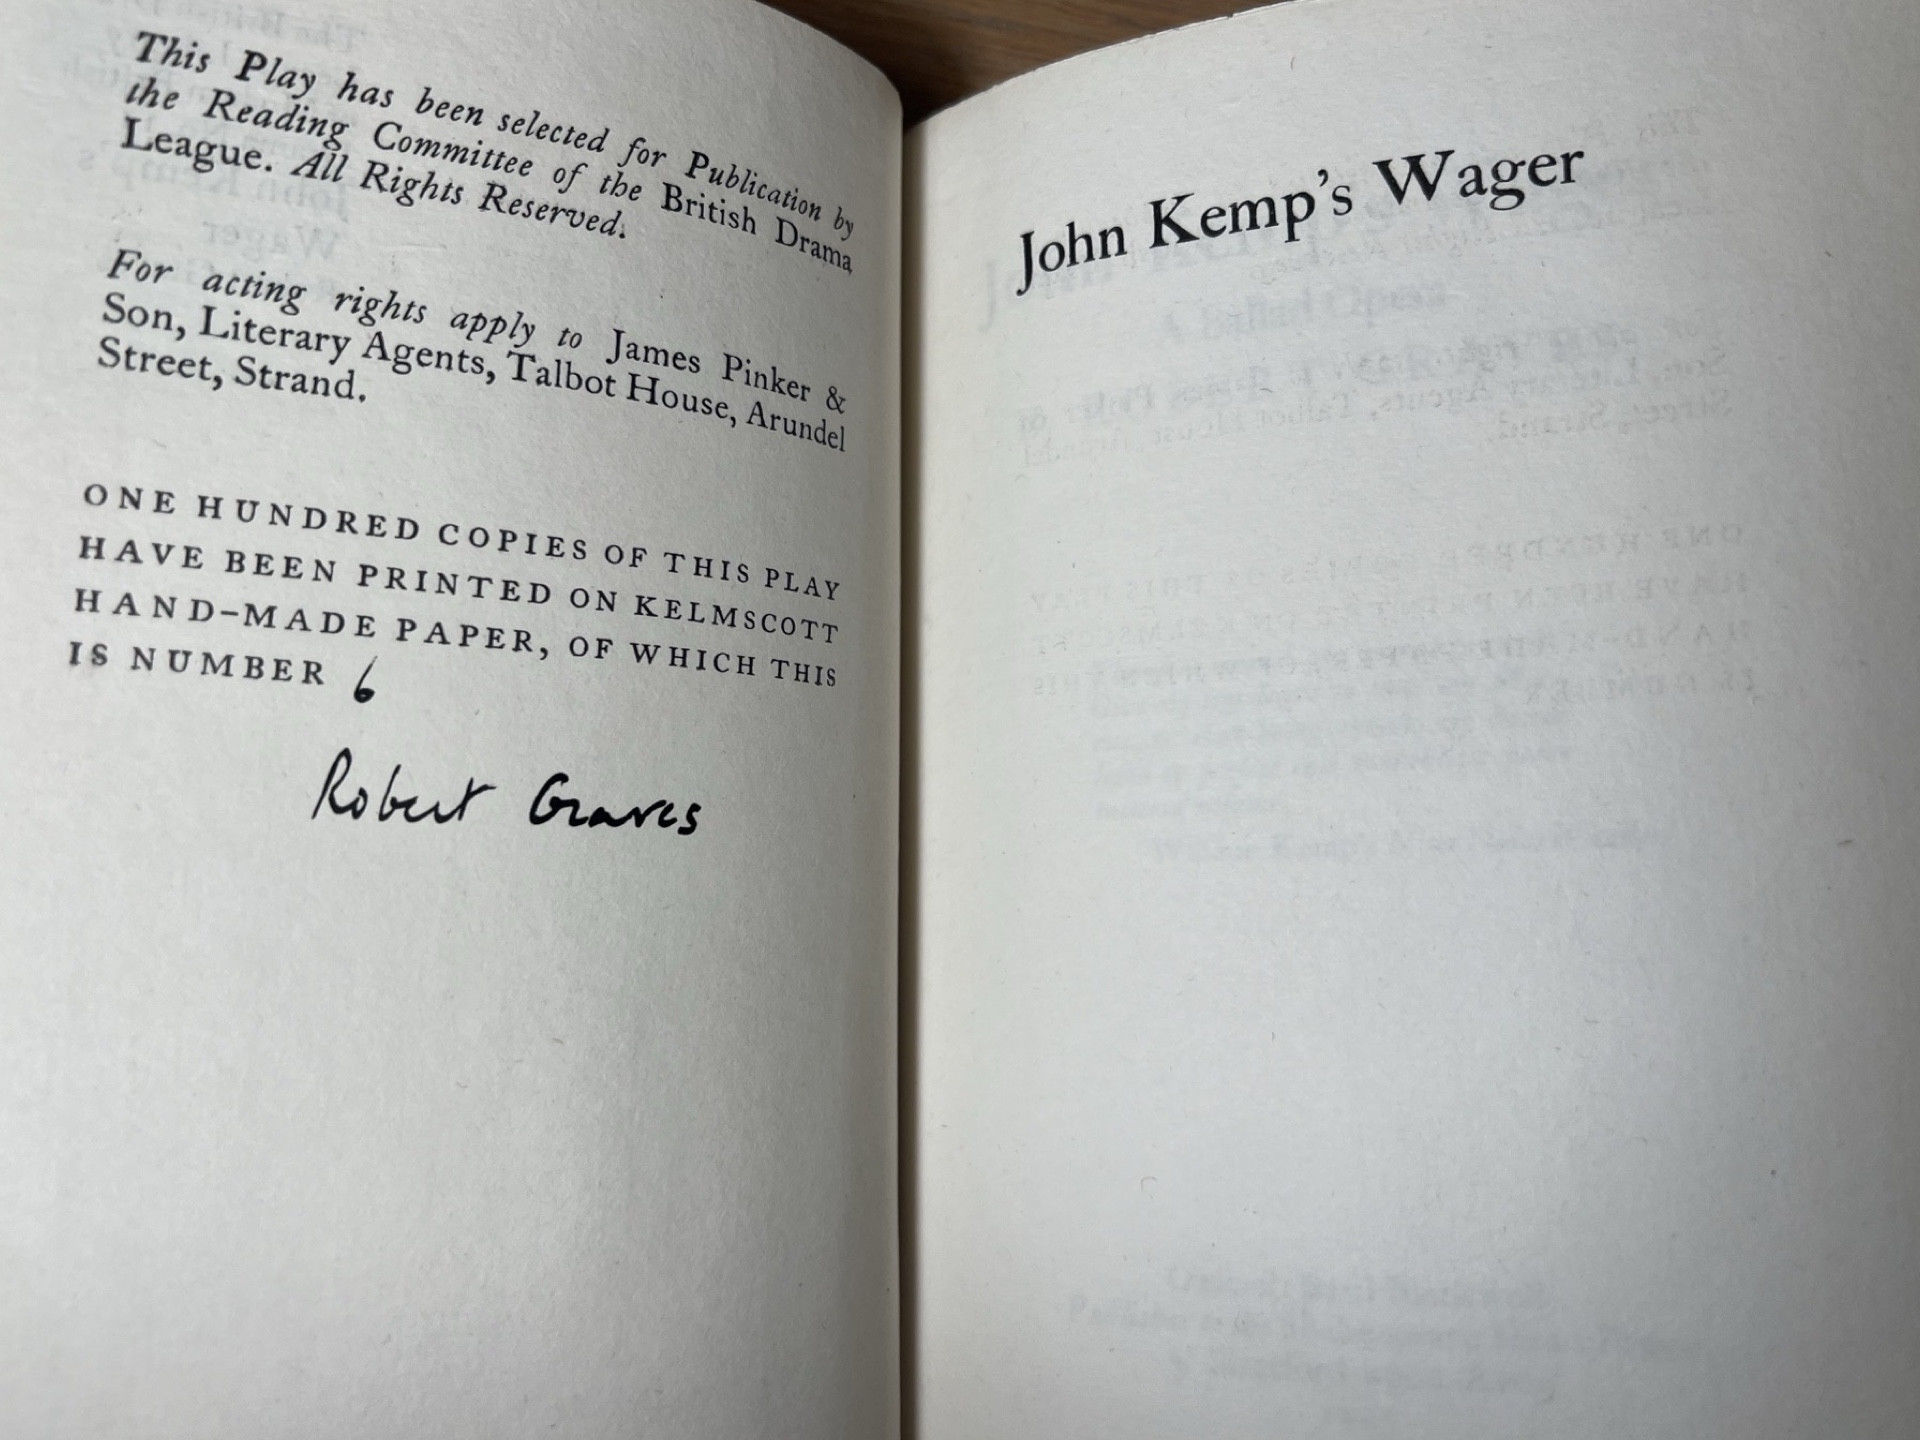 This Play has been selected for Publication by
the Reading Committee of the British Drama
League. All Rights Reserved.
For acting rights apply to James Pinker &
Son, Literary Agents, Talbot House, Arundel
Street, Strand.
ONE HUNDRED COPIES OF THIS PLAY
HAVE BEEN PRINTED ON KELMSCOTT
HAND-MADE PAPER, OF WHICH THIS
IS NUMBER 6
Robert Graves
John Kemp's Wager